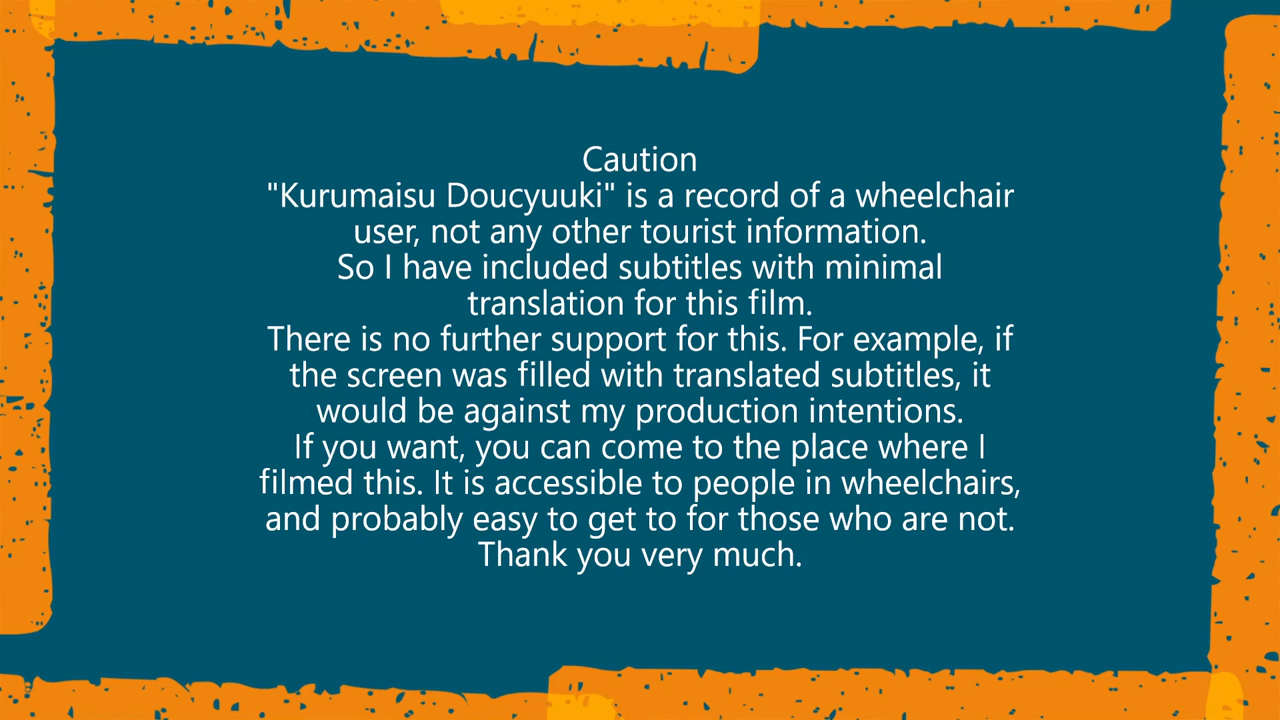 Caution
"Kurumaisu Doucyuuki" is a record of a wheelchair
user, not any other tourist information.
So I have included subtitles with minimal
translation for this film.
There is no further support for this. For example, if
the screen was filled with translated subtitles, it
would be against my production intentions.
If you want, you can come to the place where I
filmed this. It is accessible to people in wheelchairs,
and probably easy to get to for those who are not.
Thank you very much.